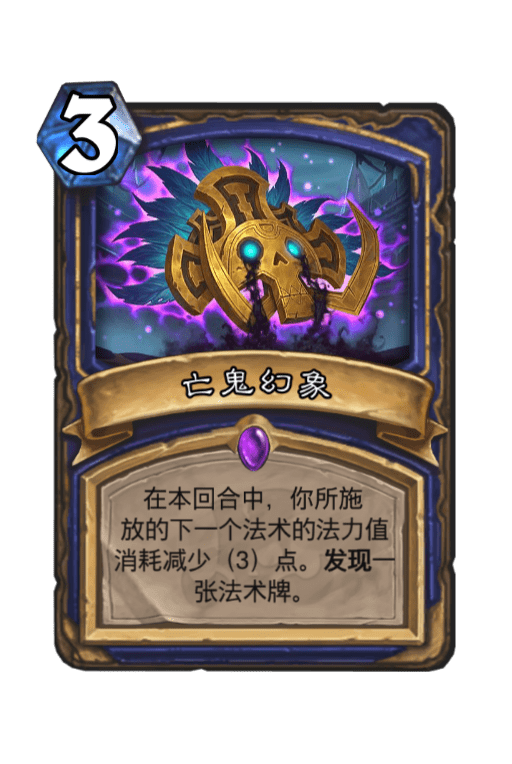 3
亡鬼幻象
在本回合中，你所施
放的下一个法术的法力值
消耗减少（3）点。发现一
张法术牌。